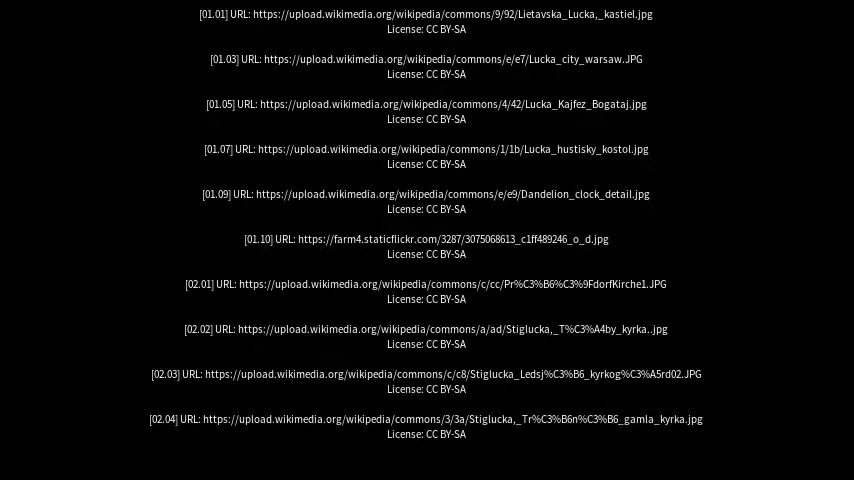 [01.01] URL: https://upload.wikimedia.org/wikipedia/commons/9/92/Lietavska_Lucka,_kastiel.jpg
License: CC BY-SA
[01.03] URL: https://upload.wikimedia.org/wikipedia/commons/e/e7/Lucka_city_warsaw.JPG
License: CC BY-SA
[01.05] URL: https://upload.wikimedia.org/wikipedia/commons/4/42/Lucka_Kajfez_Bogataj.jpg
License: CC BY-SA
[01.07] URL: https://upload.wikimedia.org/wikipedia/commons/1/1b/Lucka_hustisky_kostol.jpg
License: CC BY-SA
[01.09] URL: https://upload.wikimedia.org/wikipedia/commons/e/e9/Dandelion_clock_detail.jpg
License: CC BY-SA
[01.10] URL: https://farm4.staticflickr.com/3287/3075068613_c1ff489246_o_d.jpg
License: CC BY-SA
[02.01] URL: https://upload.wikimedia.org/wikipedia/commons/c/cc/Pr%C3%B6%C3%9FdorfKirche1.JPG
License: CC BY-SA
[02.02] URL: https://upload.wikimedia.org/wikipedia/commons/a/ad/Stiglucka,_T%C3%A4by_kyrka..jpg
License: CC BY-SA
[02.03] URL: https://upload.wikimedia.org/wikipedia/commons/c/c8/Stiglucka_Ledsj%C3%B6_kyrkog%C3%A5rd02.JPG
License: CC BY-SA
[02.04] URL: https://upload.wikimedia.org/wikipedia/commons/3/3a/Stiglucka,_Tr%C3%B6n%C3%B6_gamla_kyrka.jpg
License: CC BY-SA